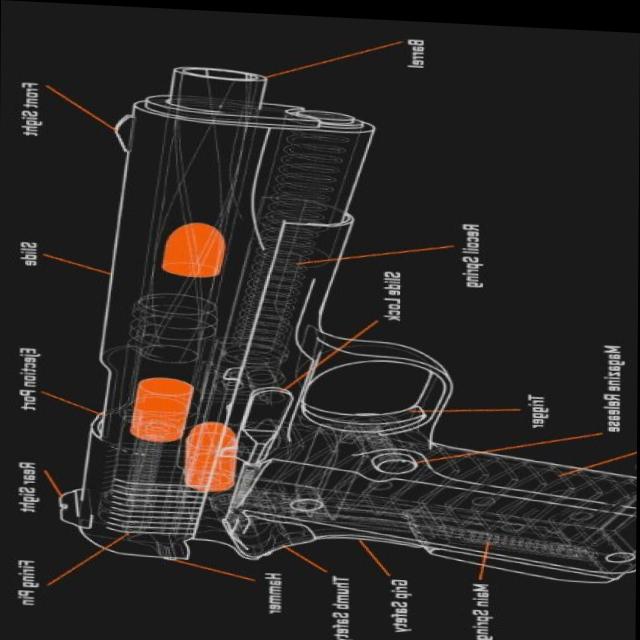 Barrel
Front Sight
Slide
Recoil Spring
Slide Lock
Ejection Port
Trigger
Magazine Release
Rear Sight
Firing Pin
Hammer
Thumb Safety
Grip Safety
Main Spring